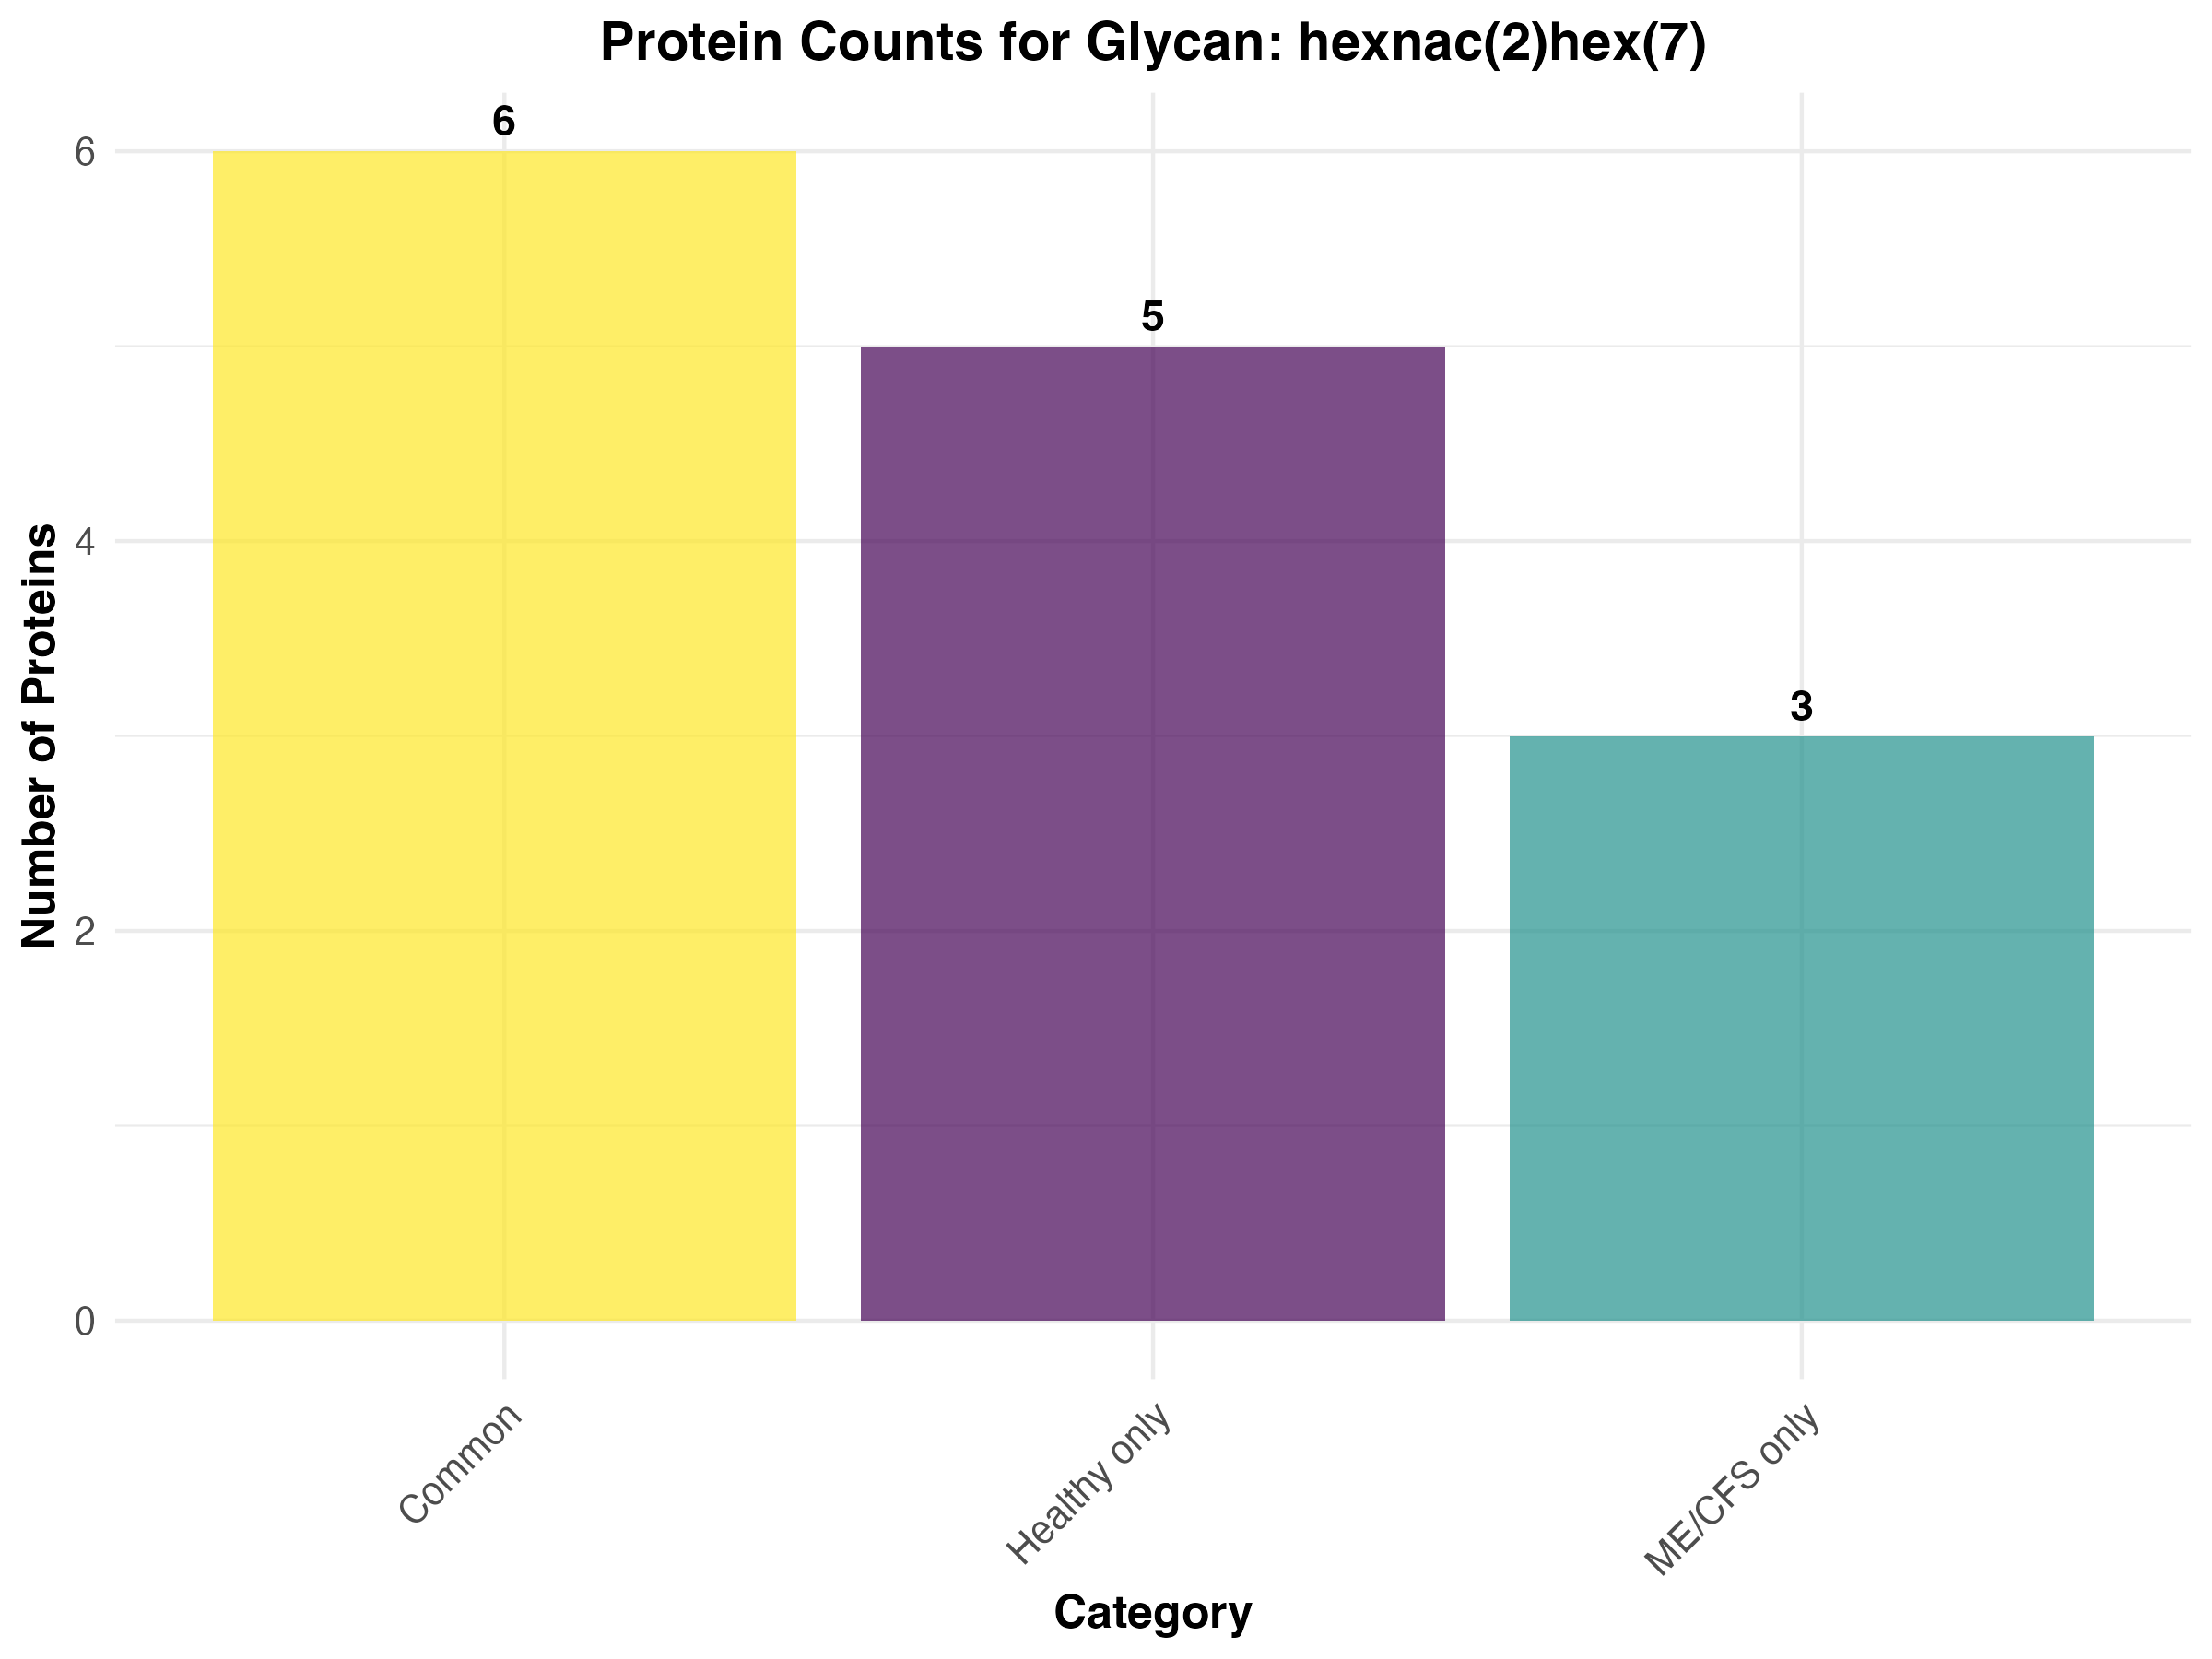 Protein Counts for Glycan: hexnac(2)hex(7)
6
5
3
6
4
2
0
Number of Proteins
Common
Healthy only
ME/CFS only
Category